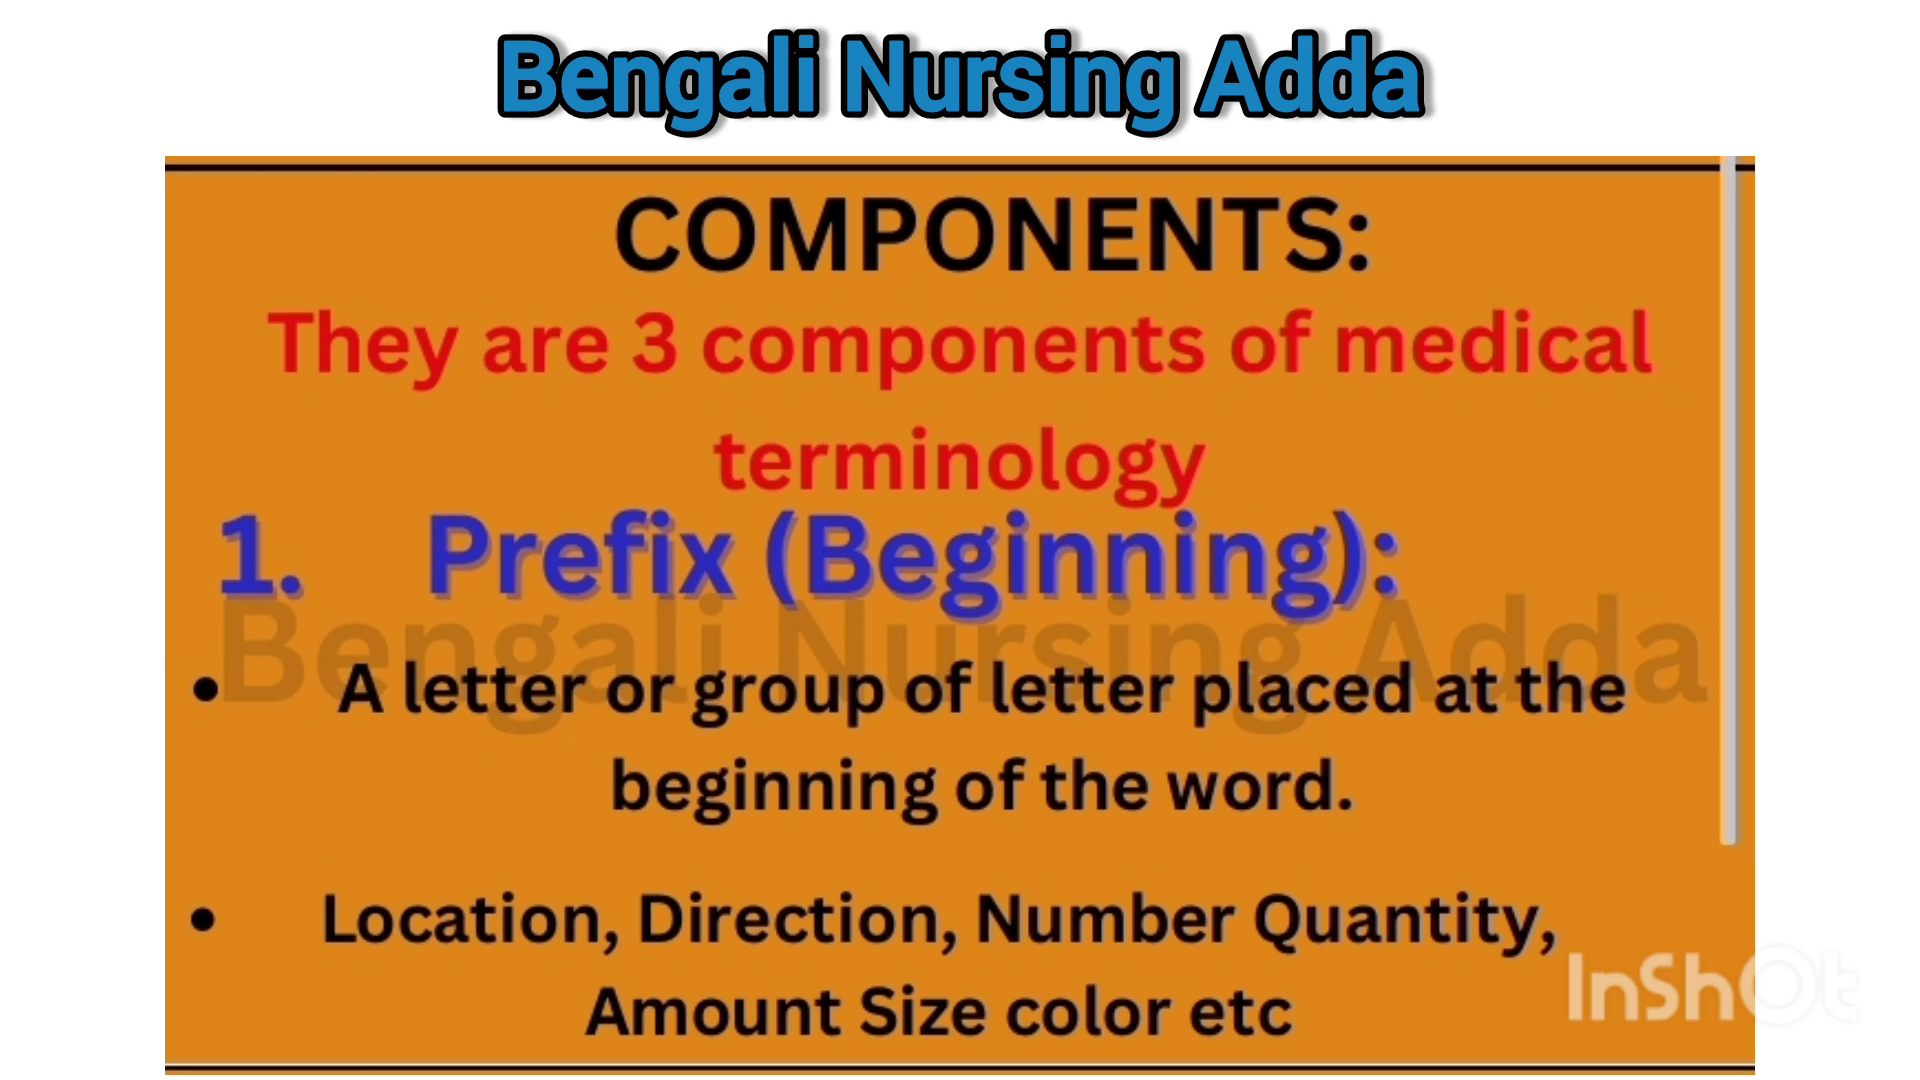 Bengali Nursing Adda
COMPONENTS:
They are 3 components of medical
terminology
1. Prefix (Beginning):
Bengali Nursing Adda
• A letter or group of letter placed at the
beginning of the word.
• Location, Direction, Number Quantity,
Amount Size color etc
InShOt